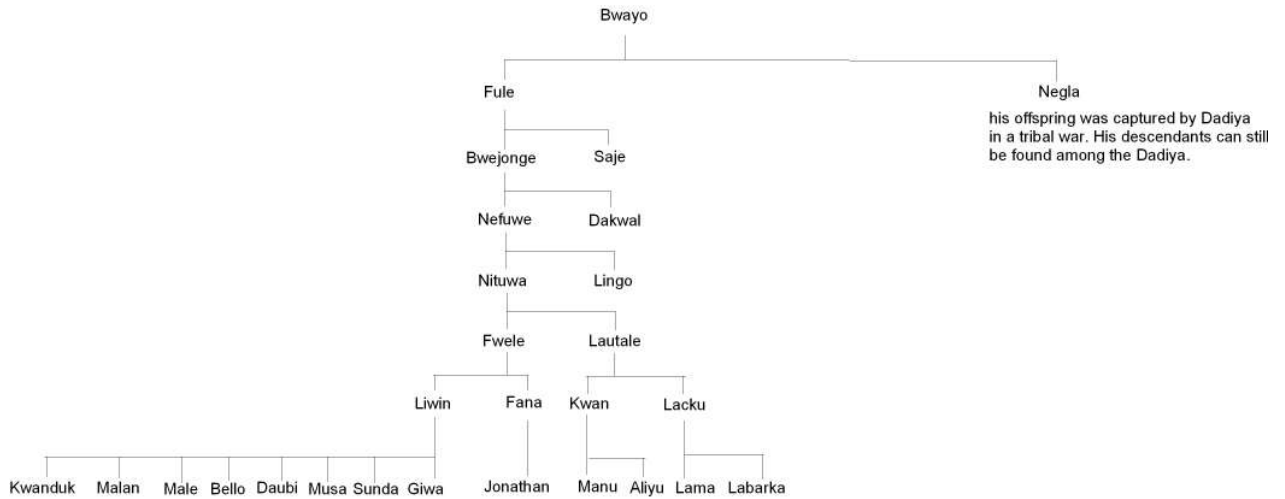 Bwayo
Fule Negla
his offspring was captured by Dadiya
in a tribal war. His descendants can still
be found among the Dadiya.
Bwejonge Saje
Nefuwe Dakwal
Nituwa Lingo
Fwele Lautale
Liwin Fana Kwan Lacku
Kwanduk Malan Male Bello Daubi Musa Sunda Giwa Jonathan Manu Aliyu Lama Labarka